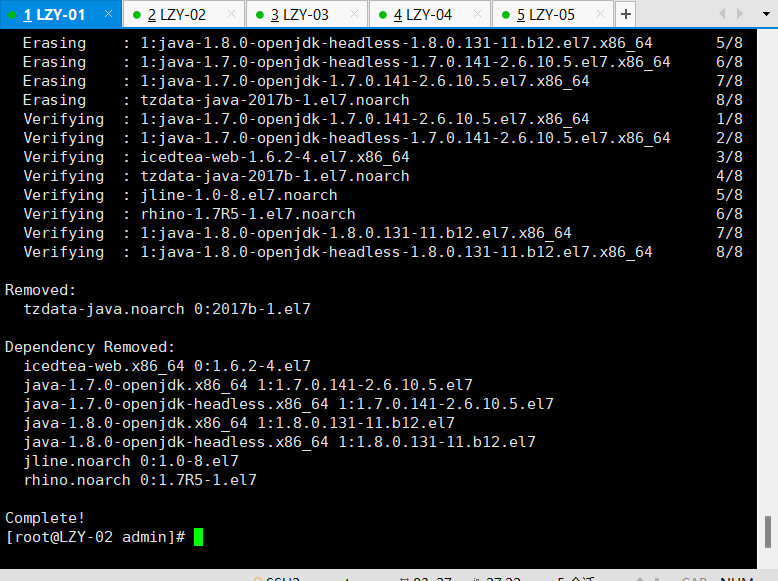 1 LZY-01 × 2 LZY-02 × 3 LZY-03 × 4 LZY-04 × 5 LZY-05 × +
Erasing : 1:java-1.8.0-openjdk-headless-1.8.0.131-11.b12.el7.x86_64 5/8
Erasing : 1:java-1.7.0-openjdk-headless-1.7.0.141-2.6.10.5.el7.x86_64 6/8
Erasing : 1:java-1.7.0-openjdk-1.7.0.141-2.6.10.5.el7.x86_64 7/8
Erasing : tzdata-java-2017b-1.el7.noarch 8/8
Verifying : 1:java-1.7.0-openjdk-1.7.0.141-2.6.10.5.el7.x86_64 1/8
Verifying : 1:java-1.7.0-openjdk-headless-1.7.0.141-2.6.10.5.el7.x86_64 2/8
Verifying : icedtea-web-1.6.2-4.el7.x86_64 3/8
Verifying : tzdata-java-2017b-1.el7.noarch 4/8
Verifying : jline-1.0-8.el7.noarch 5/8
Verifying : rhino-1.7R5-1.el7.noarch 6/8
Verifying : 1:java-1.8.0-openjdk-1.8.0.131-11.b12.el7.x86_64 7/8
Verifying : 1:java-1.8.0-openjdk-headless-1.8.0.131-11.b12.el7.x86_64 8/8
Removed:
tzdata-java.noarch 0:2017b-1.el7
Dependency Removed:
icedtea-web.x86_64 0:1.6.2-4.el7
java-1.7.0-openjdk.x86_64 1:1.7.0.141-2.6.10.5.el7
java-1.7.0-openjdk-headless.x86_64 1:1.7.0.141-2.6.10.5.el7
java-1.8.0-openjdk.x86_64 1:1.8.0.131-11.b12.el7
java-1.8.0-openjdk-headless.x86_64 1:1.8.0.131-11.b12.el7
jline.noarch 0:1.0-8.el7
rhino.noarch 0:1.7R5-1.el7
Complete!
[root@LZY-02 admin]#